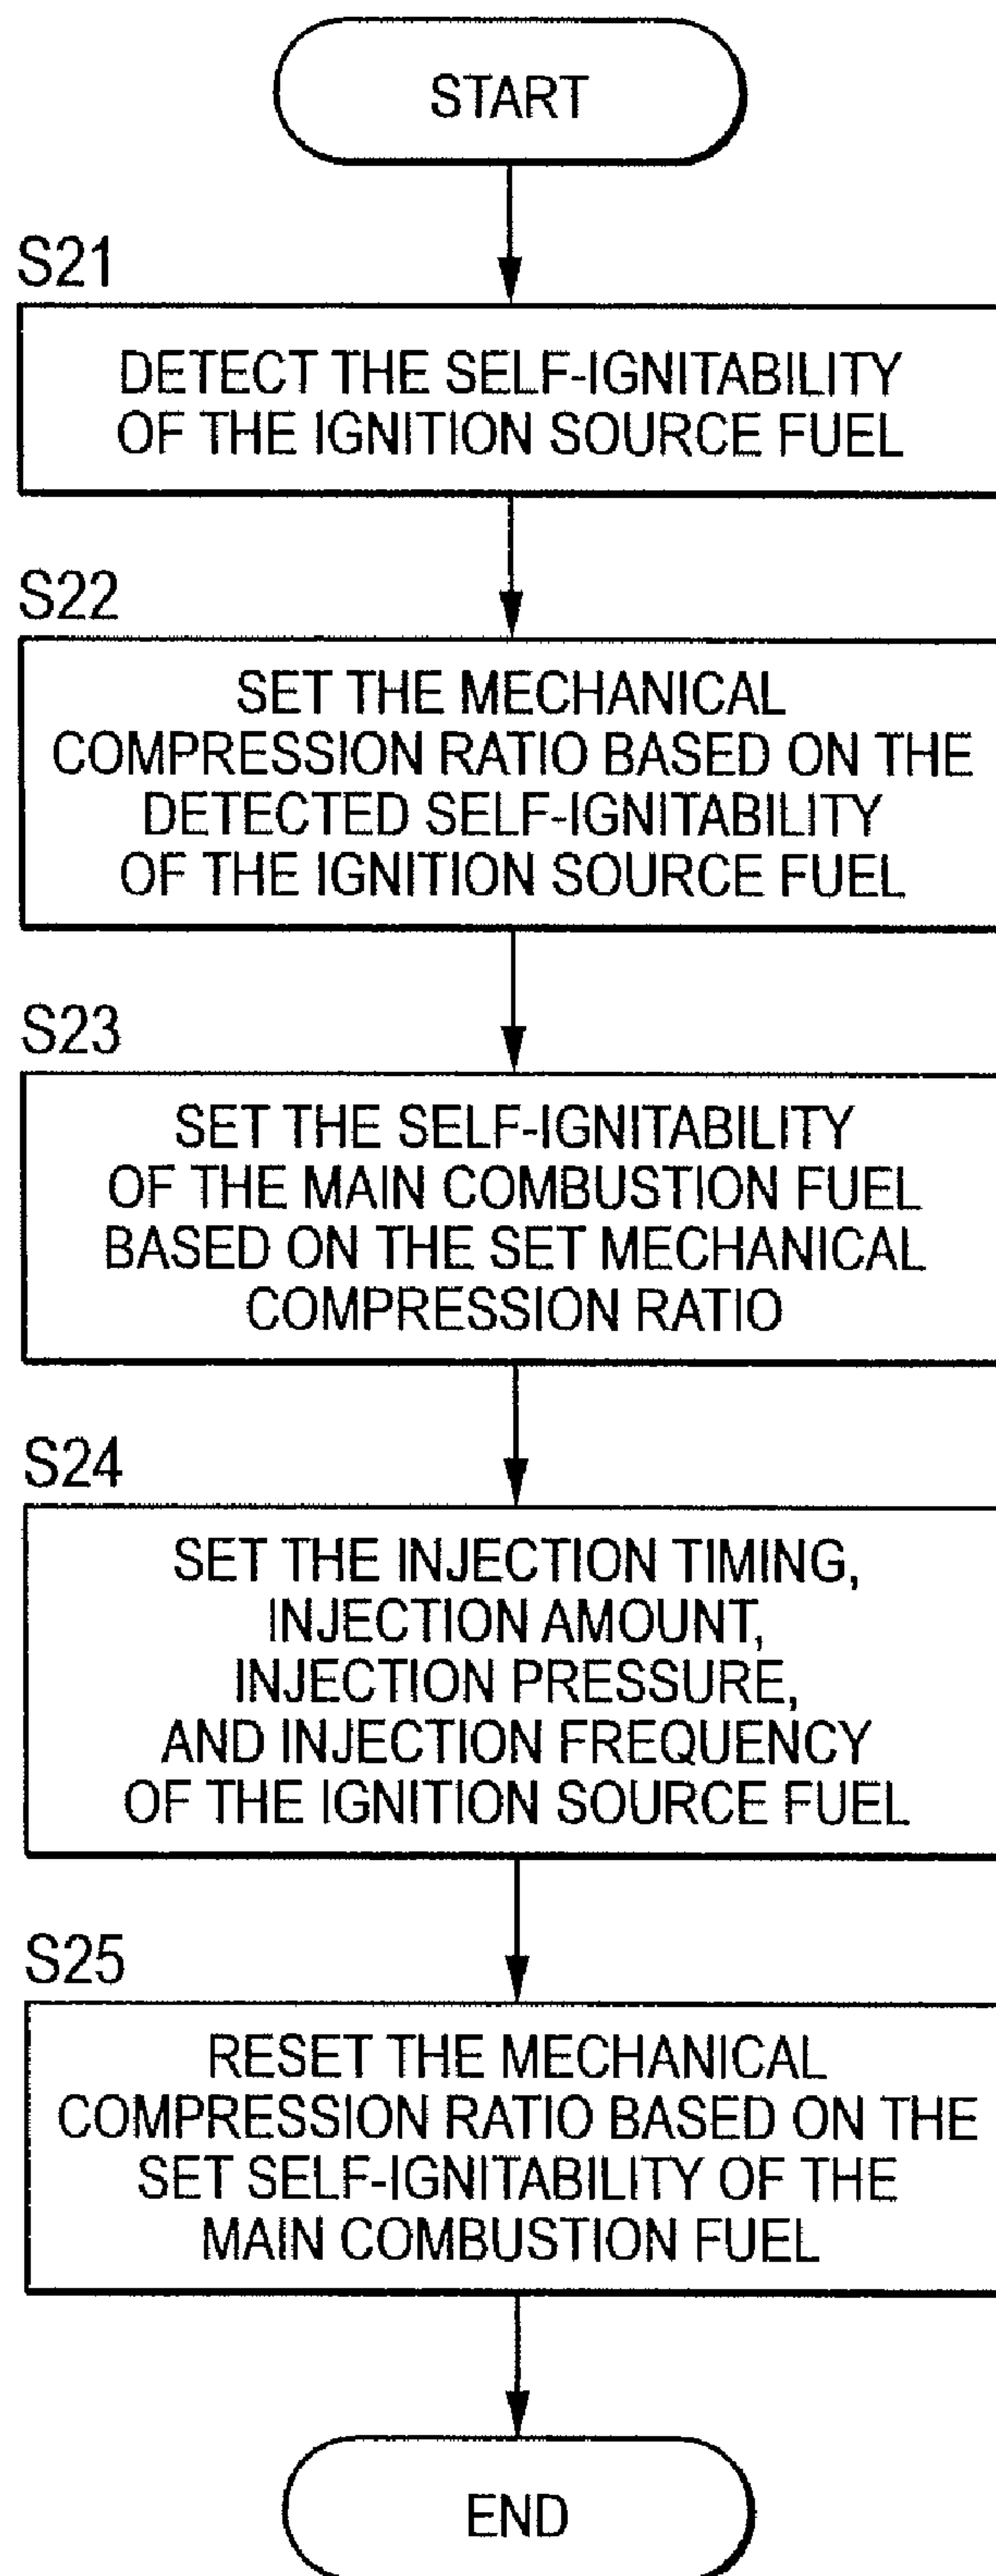 START
S21
DETECT THE SELF-IGNITABILITY
OF THE IGNITION SOURCE FUEL
S22
SET THE MECHANICAL
COMPRESSION RATIO BASED ON THE
DETECTED SELF-IGNITABILITY
OF THE IGNITION SOURCE FUEL
S23
SET THE SELF-IGNITABILITY
OF THE MAIN COMBUSTION FUEL
BASED ON THE SET MECHANICAL
COMPRESSION RATIO
S24
SET THE INJECTION TIMING,
INJECTION AMOUNT,
INJECTION PRESSURE,
AND INJECTION FREQUENCY
OF THE IGNITION SOURCE FUEL
S25
RESET THE MECHANICAL
COMPRESSION RATIO BASED ON THE
SET SELF-IGNITABILITY OF THE
MAIN COMBUSTION FUEL
END